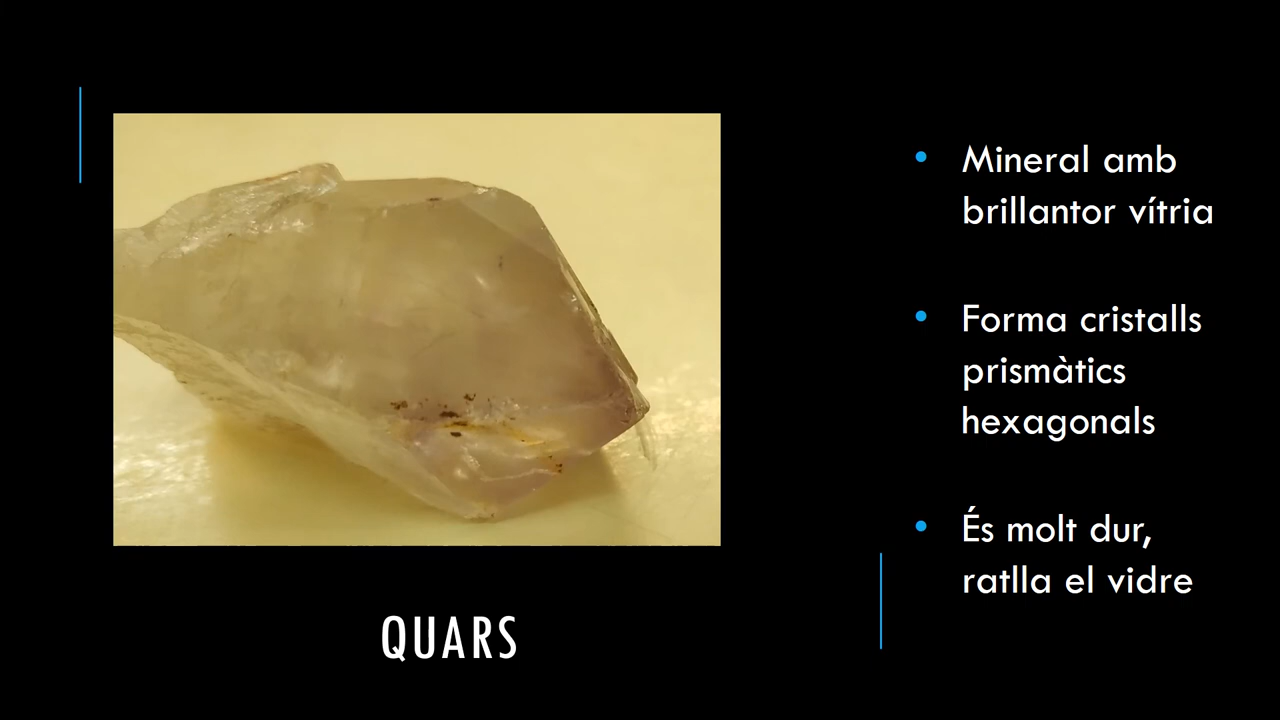 Mineral amb
brillantor vítria
Forma cristalls
prismàtics
hexagonals
És molt dur,
ratlla el vidre
QUARS